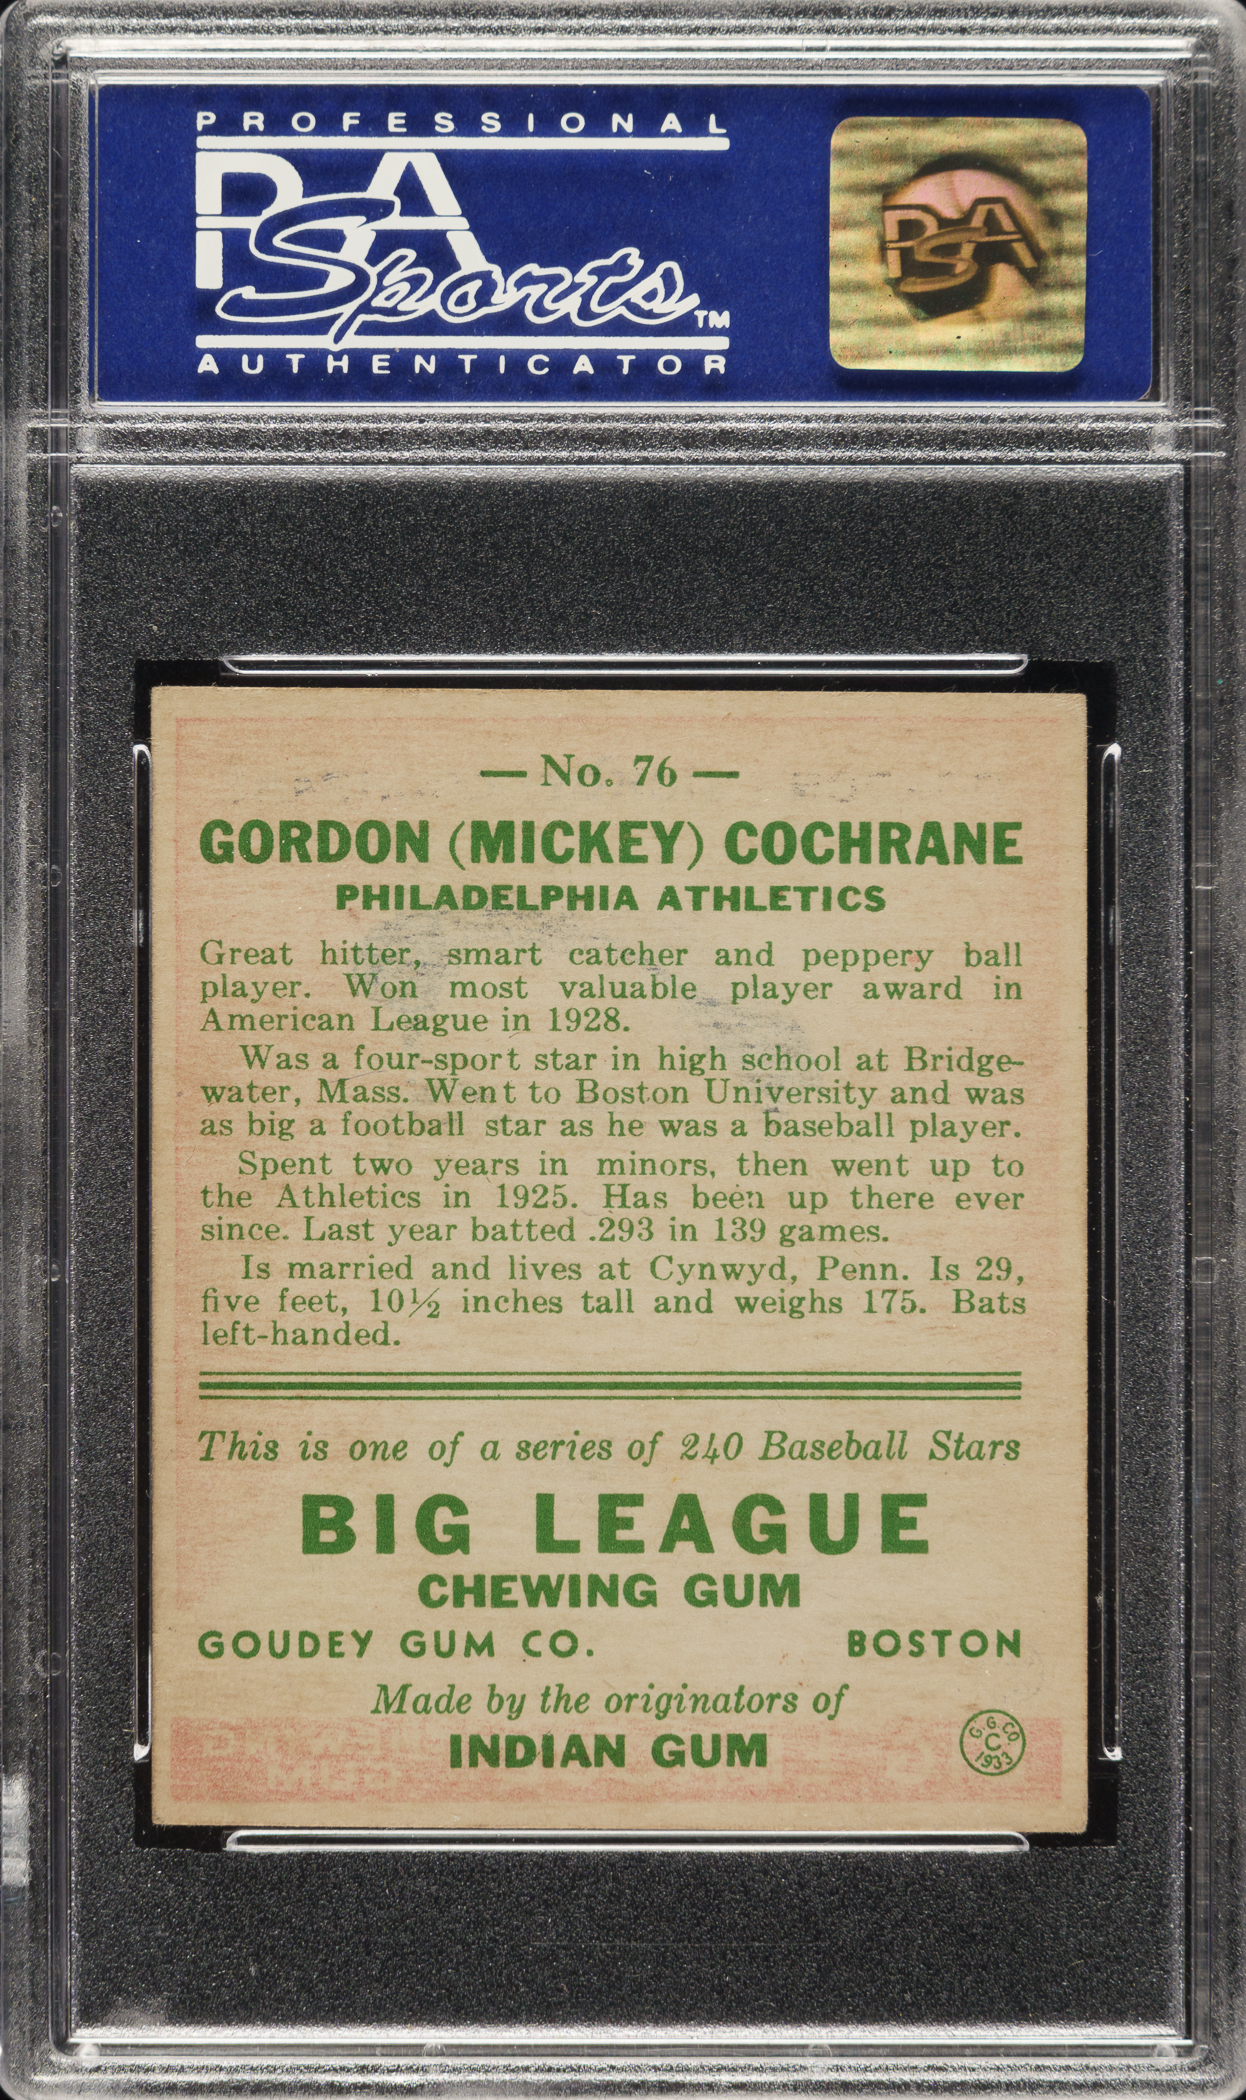 PROFESSIONAL
PSA
Sports™
AUTHENTICATOR
PSA
— No. 76 —
GORDON (MICKEY) COCHRANE
PHILADELPHIA ATHLETICS
Great hitter, smart catcher and peppery ball
player. Won most valuable player award in
American League in 1928.
Was a four-sport star in high school at Bridge-
water, Mass. Went to Boston University and was
as big a football star as he was a baseball player.
Spent two years in minors, then went up to
the Athletics in 1925. Has been up there ever
since. Last year batted .293 in 139 games.
Is married and lives at Cynwyd, Penn. Is 29,
five feet, 10½ inches tall and weighs 175. Bats
left-handed.
This is one of a series of 240 Baseball Stars
BIG LEAGUE
CHEWING GUM
GOUDEY GUM CO. BOSTON
Made by the originators of
INDIAN GUM
G.G.CO.
C
1933